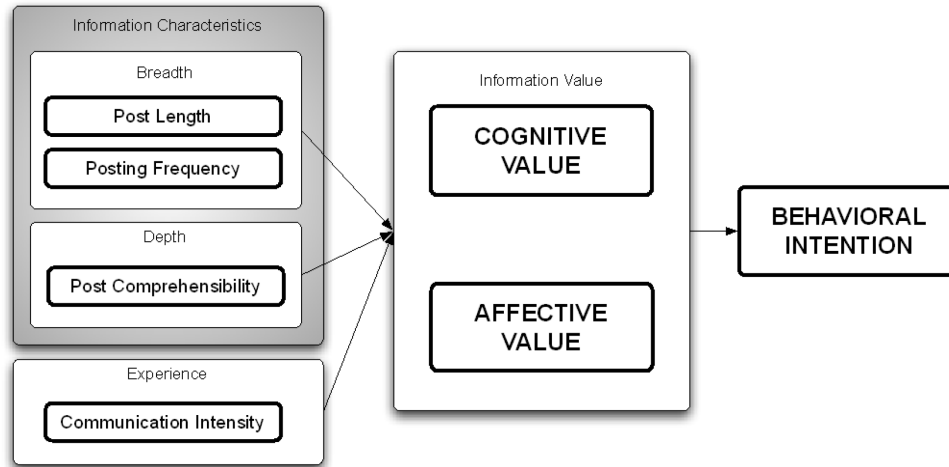 Information Characteristics
Breadth
Post Length
Posting Frequency
Depth
Post Comprehensibility
Experience
Communication Intensity
Information Value
COGNITIVE
VALUE
AFFECTIVE
VALUE
BEHAVIORAL
INTENTION